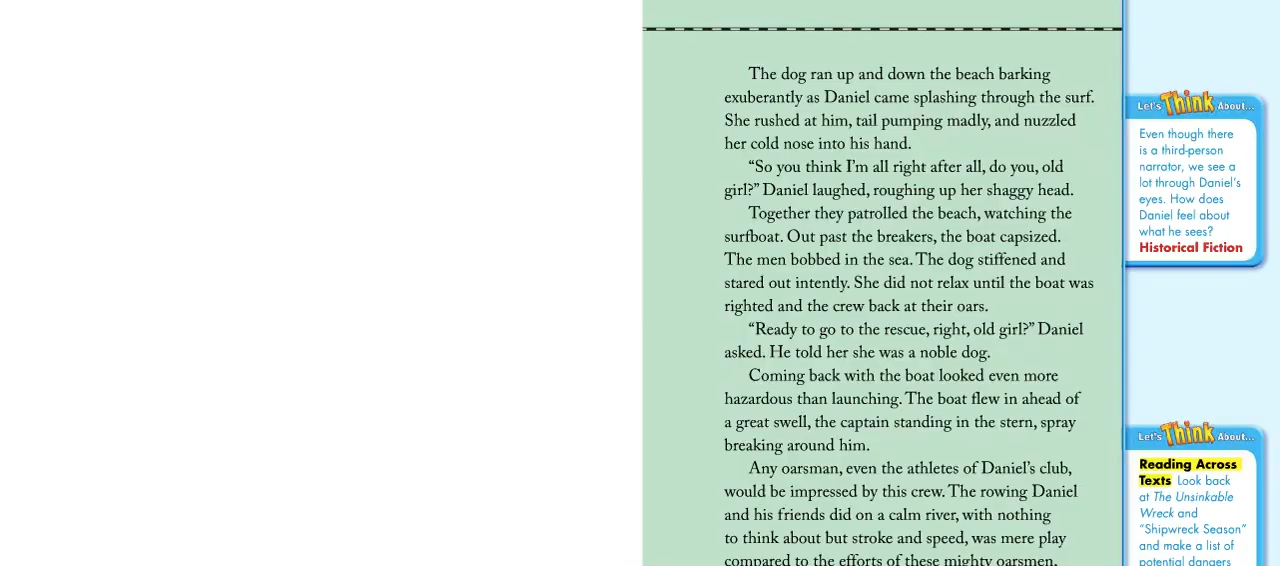 The dog ran up and down the beach barking
exuberantly as Daniel came splashing through the surf.
She rushed at him, tail pumping madly, and nuzzled
her cold nose into his hand.
“So you think I’m all right after all, do you, old
girl?” Daniel laughed, roughing up her shaggy head.
Together they patrolled the beach, watching the
surfboat. Out past the breakers, the boat capsized.
The men bobbed in the sea. The dog stiffened and
stared out intently. She did not relax until the boat was
righted and the crew back at their oars.
“Ready to go to the rescue, right, old girl?” Daniel
asked. He told her she was a noble dog.
Coming back with the boat looked even more
hazardous than launching. The boat flew in ahead of
a great swell, the captain standing in the stern, spray
breaking around him.
Any oarsman, even the athletes of Daniel’s club,
would be impressed by this crew. The rowing Daniel
and his friends did on a calm river, with nothing
to think about but stroke and speed, was mere play
compared to the efforts of these mighty oarsmen,
Let’s Think About...
Even though there
is a third-person
narrator, we see a
lot through Daniel’s
eyes. How does
Daniel feel about
what he sees?
Historical Fiction
Let’s Think About...
Reading Across
Texts Look back
at The Unsinkable
Wreck and
“Shipwreck Season”
and make a list of
potential dangers